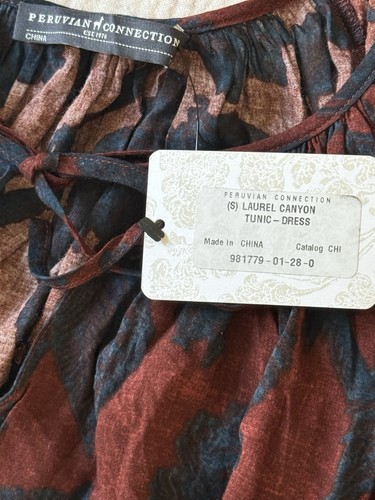 PERUVIAN CONNECTION
EST. 1976
CHINA
PERUVIAN CONNECTION
(S) LAUREL CANYON
TUNIC-DRESS
Made in CHINA Catalog CHI
981779-01-28-0